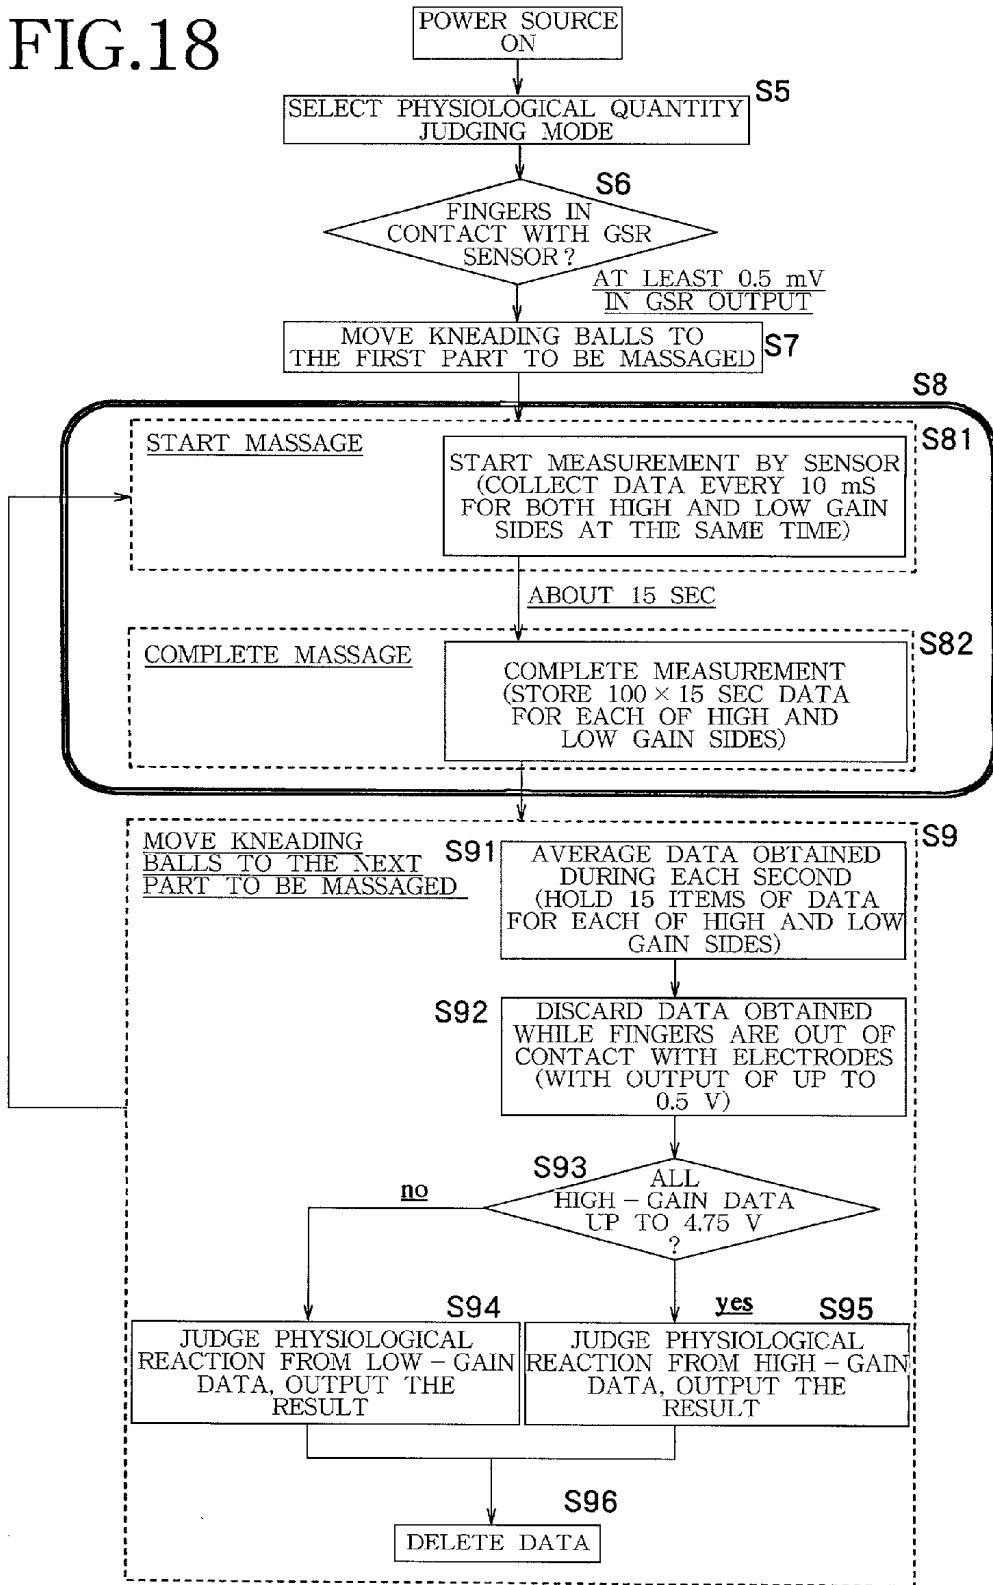 FIG.18
POWER SOURCE
ON
S5
SELECT PHYSIOLOGICAL QUANTITY
JUDGING MODE
S6
FINGERS IN
CONTACT WITH GSR
SENSOR?
AT LEAST 0.5 mV
IN GSR OUTPUT
MOVE KNEADING BALLS TO
THE FIRST PART TO BE MASSAGED
S7
S8
START MASSAGE
S81
START MEASUREMENT BY SENSOR
(COLLECT DATA EVERY 10 mS
FOR BOTH HIGH AND LOW GAIN
SIDES AT THE SAME TIME)
ABOUT 15 SEC
COMPLETE MASSAGE
S82
COMPLETE MEASUREMENT
(STORE 100 × 15 SEC DATA
FOR EACH OF HIGH AND
LOW GAIN SIDES)
S9
MOVE KNEADING
BALLS TO THE NEXT
PART TO BE MASSAGED
S91
AVERAGE DATA OBTAINED
DURING EACH SECOND
(HOLD 15 ITEMS OF DATA
FOR EACH OF HIGH AND LOW
GAIN SIDES)
S92
DISCARD DATA OBTAINED
WHILE FINGERS ARE OUT OF
CONTACT WITH ELECTRODES
(WITH OUTPUT OF UP TO
0.5 V)
S93
ALL
HIGH－GAIN DATA
UP TO 4.75 V
?
no
yes
S94
JUDGE PHYSIOLOGICAL
REACTION FROM LOW－GAIN
DATA, OUTPUT THE
RESULT
S95
JUDGE PHYSIOLOGICAL
REACTION FROM HIGH－GAIN
DATA, OUTPUT THE
RESULT
S96
DELETE DATA